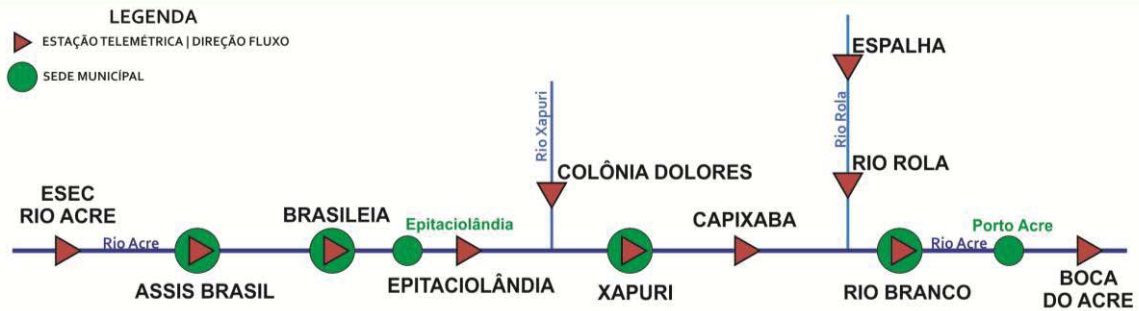 LEGENDA
ESTAÇÃO TELEMÉTRICA | DIREÇÃO FLUXO
SEDE MUNICÍPAL
ESPALHA
Rio Xapuri
Rio Rola
COLÔNIA DOLORES
RIO ROLA
ESEC
RIO ACRE
BRASILEIA
Epitaciolândia
CAPIXABA
Porto Acre
Rio Acre
Rio Acre
ASSIS BRASIL
EPITACIOLÂNDIA
XAPURI
RIO BRANCO
BOCA
DO ACRE